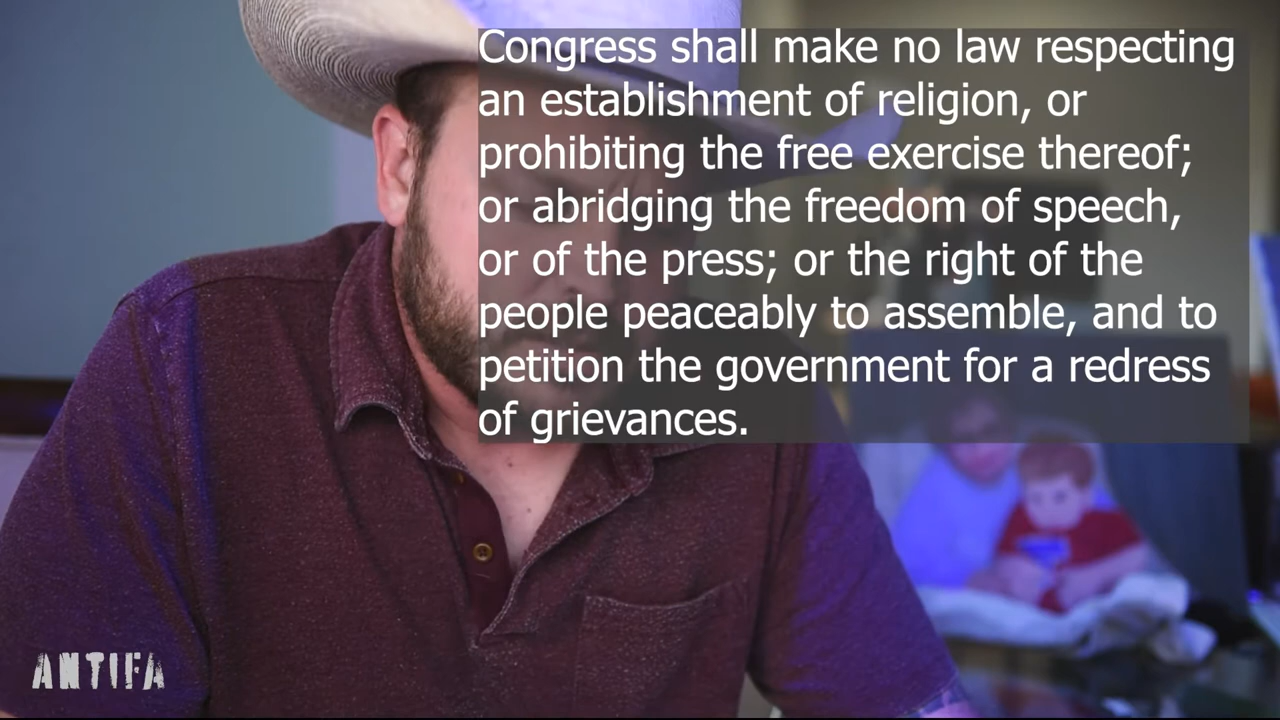 Congress shall make no law respecting
an establishment of religion, or
prohibiting the free exercise thereof;
or abridging the freedom of speech,
or of the press; or the right of the
people peaceably to assemble, and to
petition the government for a redress
of grievances.
ANTIFA